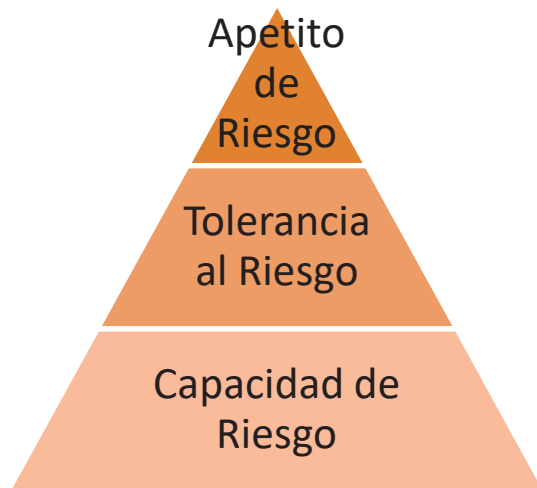 Apetito
de
Riesgo
Tolerancia
al Riesgo
Capacidad de
Riesgo